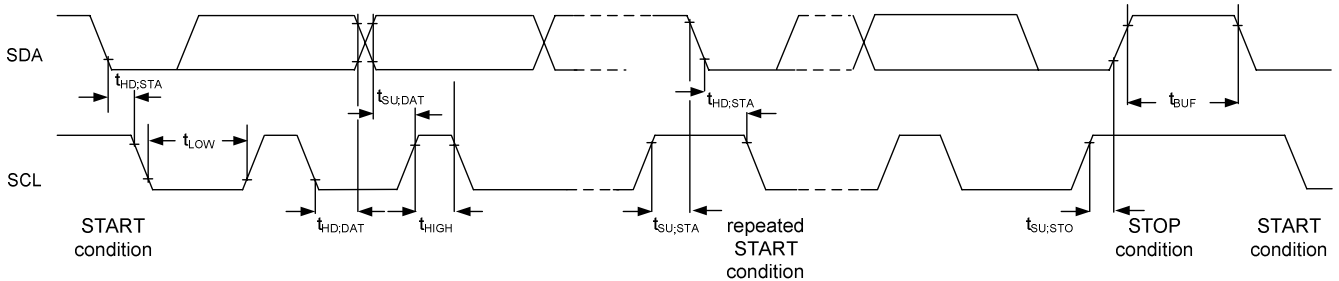 SDA
tHD;STA
tSU;DAT
tHD;STA
tBUF
tLOW
SCL
START
condition
tHD;DAT
tHIGH
tSU;STA
repeated
START
condition
tSU;STO
STOP
condition
START
condition